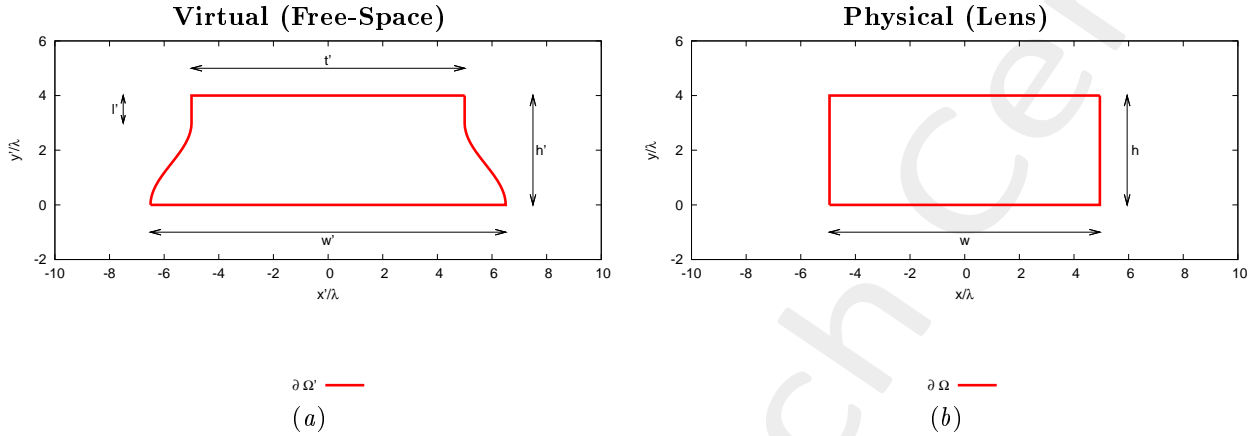 Virtual (Free-Space)
6
4
2
0
-2
-10
-8
-6
-4
-2
0
2
4
6
8
10
y'/λ
x'/λ
t'
l'
h'
w'
∂ Ω'
(a)
Physical (Lens)
6
4
2
0
-2
-10
-8
-6
-4
-2
0
2
4
6
8
10
y/λ
x/λ
h
w
∂ Ω
(b)